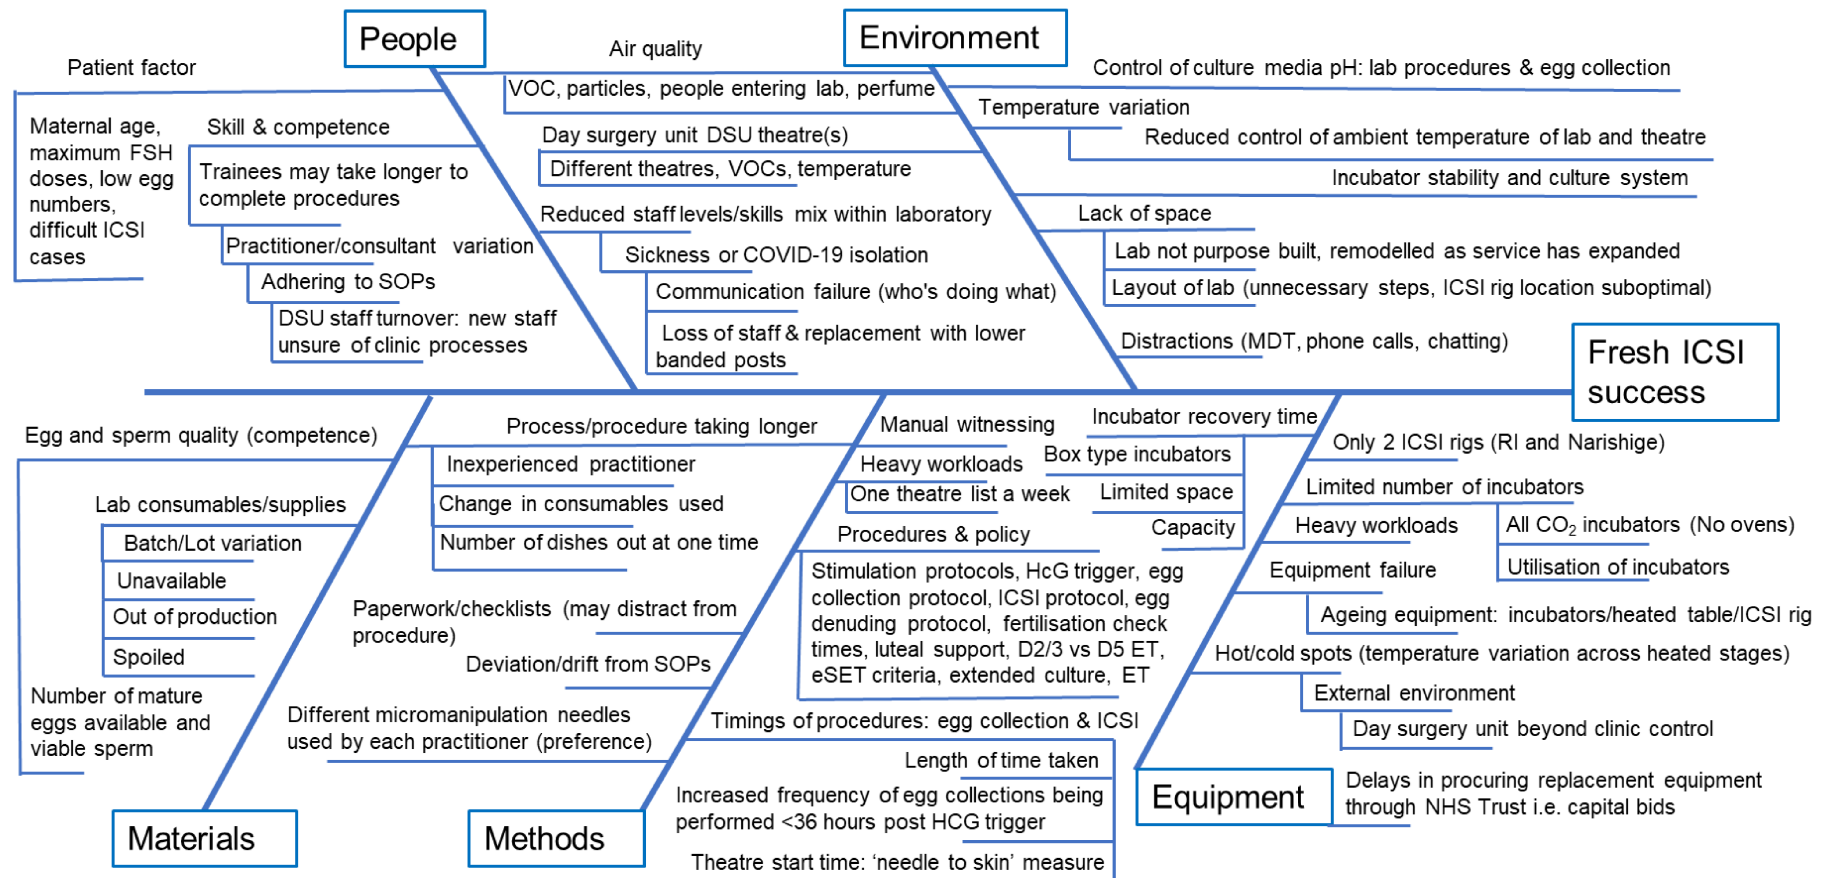 People
Patient factor
Maternal age,
maximum FSH
doses, low egg
numbers,
difficult ICSI
cases
Skill & competence
Trainees may take longer to
complete procedures
Practitioner/consultant variation
Adhering to SOPs
DSU staff turnover: new staff
unsure of clinic processes
Environment
Air quality
VOC, particles, people entering lab, perfume
Day surgery unit DSU theatre(s)
Different theatres, VOCs, temperature
Reduced staff levels/skills mix within laboratory
Sickness or COVID-19 isolation
Communication failure (who's doing what)
Loss of staff & replacement with lower
banded posts
Control of culture media pH: lab procedures & egg collection
Temperature variation
Reduced control of ambient temperature of lab and theatre
Incubator stability and culture system
Lack of space
Lab not purpose built, remodelled as service has expanded
Layout of lab (unnecessary steps, ICSI rig location suboptimal)
Distractions (MDT, phone calls, chatting)
Fresh ICSI
success
Egg and sperm quality (competence)
Lab consumables/supplies
Batch/Lot variation
Unavailable
Out of production
Spoiled
Number of mature
eggs available and
viable sperm
Materials
Process/procedure taking longer
Inexperienced practitioner
Change in consumables used
Number of dishes out at one time
Paperwork/checklists (may distract from
procedure)
Deviation/drift from SOPs
Different micromanipulation needles
used by each practitioner (preference)
Methods
Manual witnessing
Heavy workloads
One theatre list a week
Procedures & policy
Stimulation protocols, HcG trigger, egg
collection protocol, ICSI protocol, egg
denuding protocol, fertilisation check
times, luteal support, D2/3 vs D5 ET,
eSET criteria, extended culture, ET
Timings of procedures: egg collection & ICSI
Length of time taken
Increased frequency of egg collections being
performed <36 hours post HCG trigger
Theatre start time: ‘needle to skin’ measure
Incubator recovery time
Box type incubators
Limited space
Capacity
Only 2 ICSI rigs (RI and Narishige)
Limited number of incubators
All CO₂ incubators (No ovens)
Utilisation of incubators
Heavy workloads
Equipment failure
Ageing equipment: incubators/heated table/ICSI rig
Hot/cold spots (temperature variation across heated stages)
External environment
Day surgery unit beyond clinic control
Equipment
Delays in procuring replacement equipment
through NHS Trust i.e. capital bids